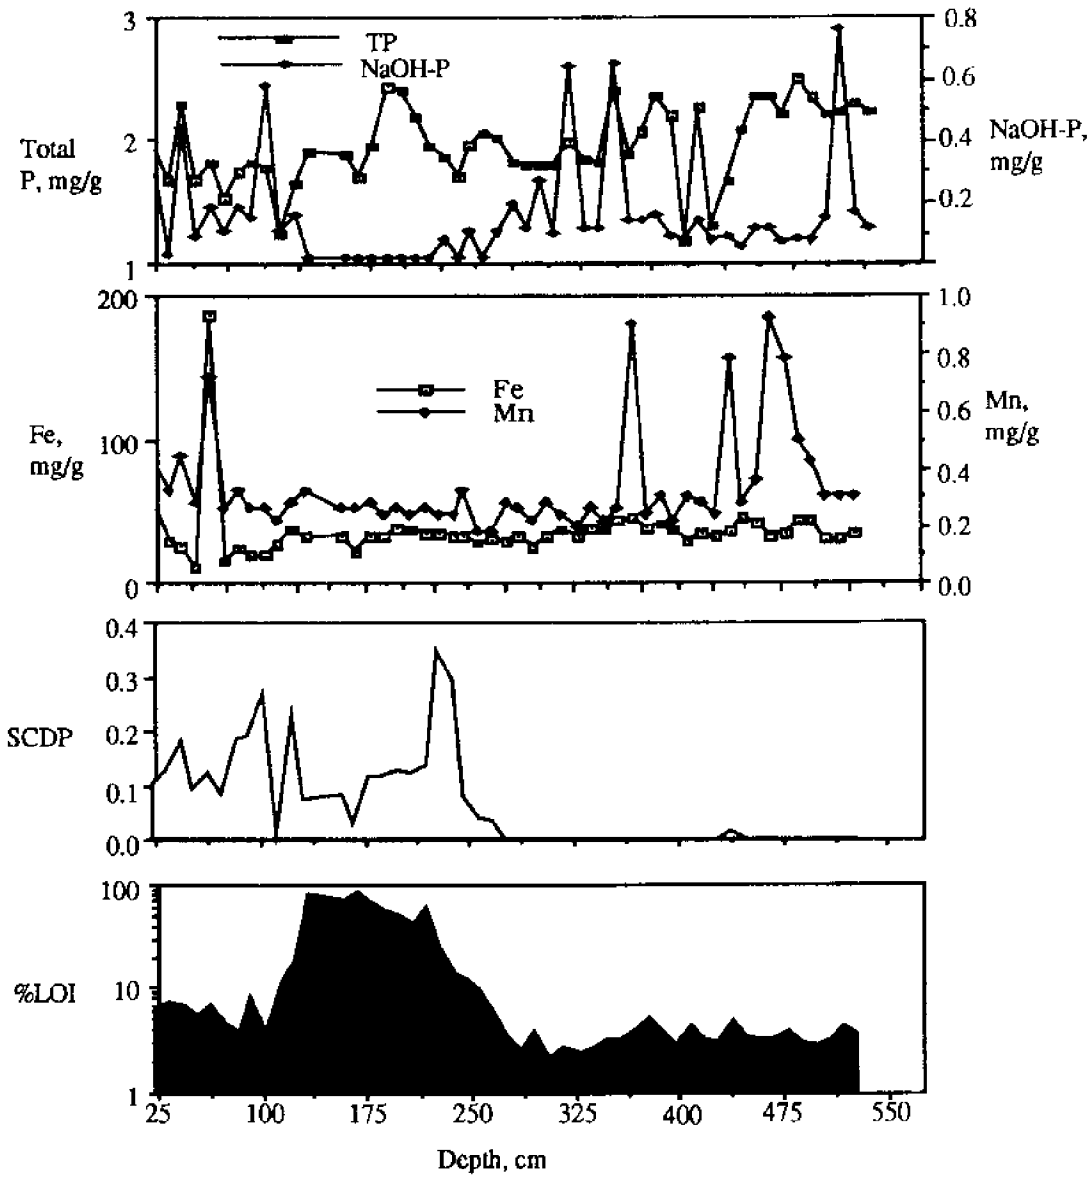 3
2
1
Total
P, mg/g
TP
NaOH-P
0.8
0.6
0.4
0.2
NaOH-P,
mg/g
200
100
0
Fe,
mg/g
Fe
Mn
1.0
0.8
0.6
0.4
0.2
0.0
Mn,
mg/g
0.4
0.3
0.2
0.1
0.0
SCDP
100
10
1
%LOI
25 100 175 250 325 400 475 550
Depth, cm